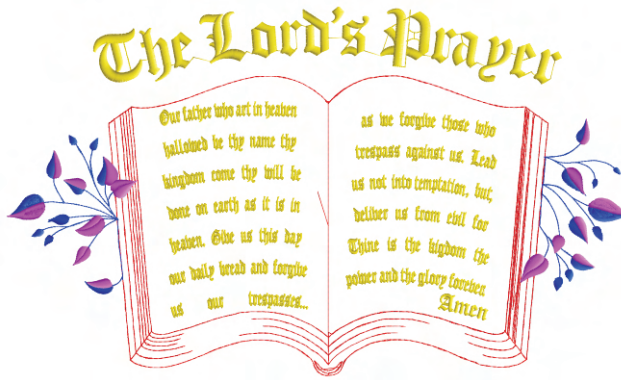 The Lord's Prayer
Our father who art in heaven
hallowed be thy name thy
kingdom come thy will be
done on earth as it is in
heaven. Give us this day
our daily bread and forgive
us our trespasses...
as we forgive those who
trespass against us. Lead
us not into temptation, but,
deliver us from evil for
Thine is the kigdom the
power and the glory foreven
Amen